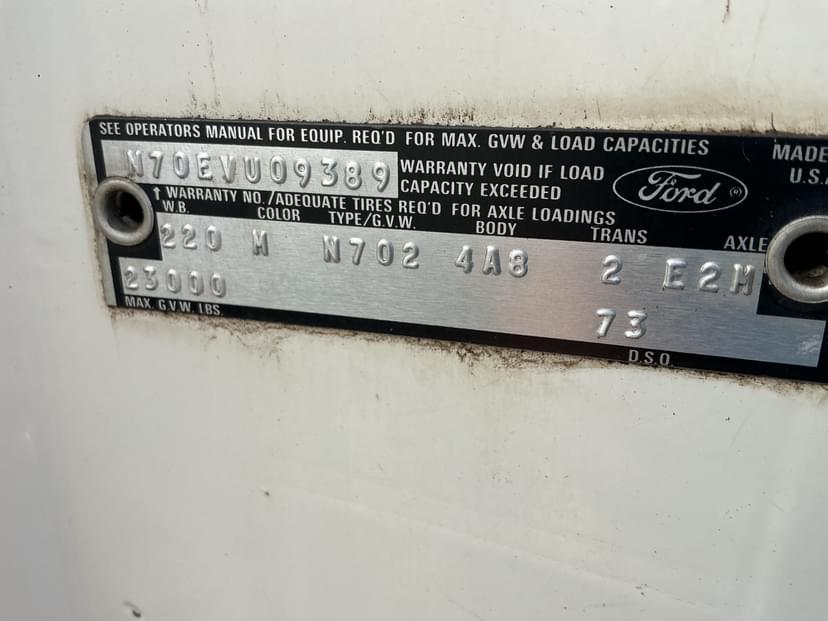 SEE OPERATORS MANUAL FOR EQUIP. REQ'D FOR MAX. GVW & LOAD CAPACITIES
MADE
U.S.A
N70EVU09389
WARRANTY VOID IF LOAD
CAPACITY EXCEEDED
Ford
®
↑ WARRANTY NO./ADEQUATE TIRES REQ'D FOR AXLE LOADINGS
W.B. COLOR TYPE/G.V.W. BODY TRANS AXLE
220 M N702 4A8 2 E2M
23000
73
MAX. G.V.W. LBS.
D.S.O.